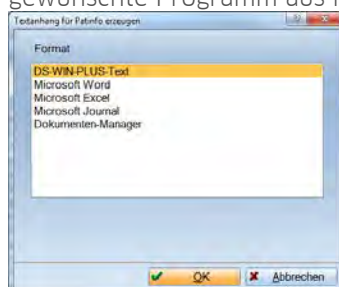 gewünschte Programm aus
Textanhang für Patinfo erzeugen
Format
DS-WIN-PLUS-Text
Microsoft Word
Microsoft Excel
Microsoft Journal
Dokumenten-Manager
OK
Abbrechen